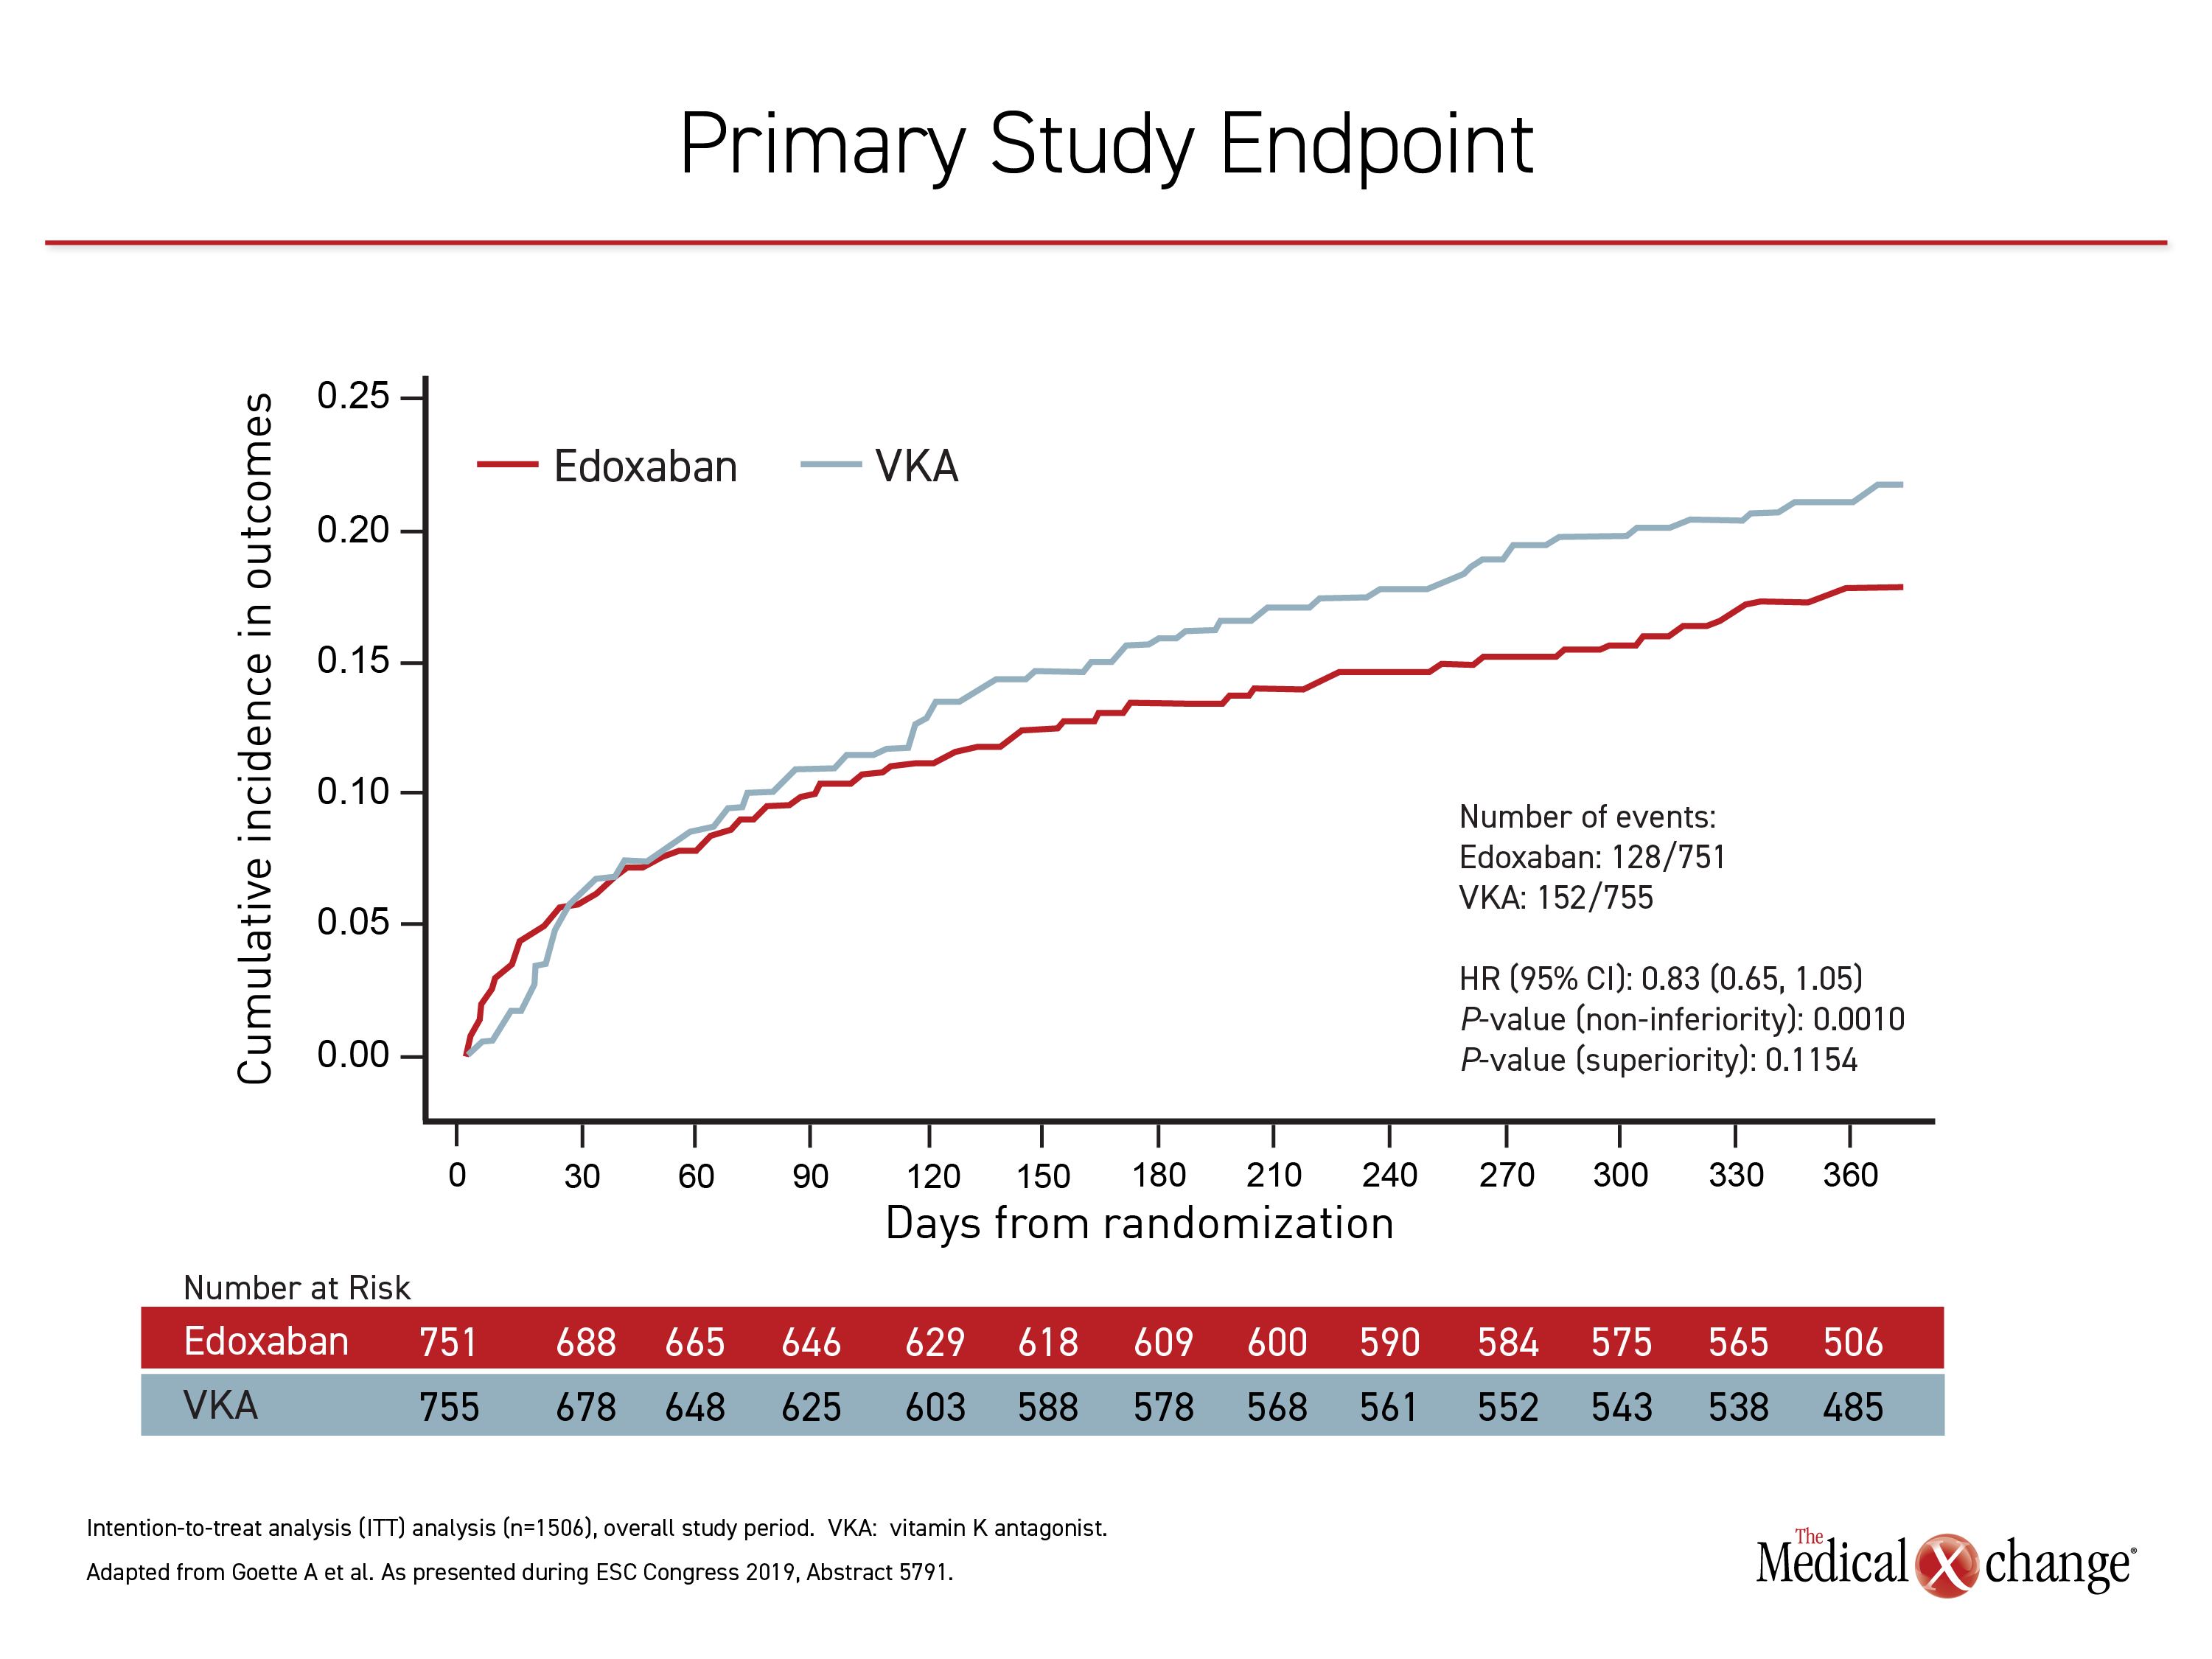 Primary Study Endpoint
Cumulative incidence in outcomes
0.25
0.20
0.15
0.10
0.05
0.00
Edoxaban VKA
Number of events:
Edoxaban: 128/751
VKA: 152/755
HR (95% CI): 0.83 (0.65, 1.05)
P-value (non-inferiority): 0.0010
P-value (superiority): 0.1154
0 30 60 90 120 150 180 210 240 270 300 330 360
Days from randomization
Number at Risk
Edoxaban 751 688 665 646 629 618 609 600 590 584 575 565 506
VKA 755 678 648 625 603 588 578 568 561 552 543 538 485
Intention-to-treat analysis (ITT) analysis (n=1506), overall study period. VKA: vitamin K antagonist.
Adapted from Goette A et al. As presented during ESC Congress 2019, Abstract 5791.
The
Medical X change®